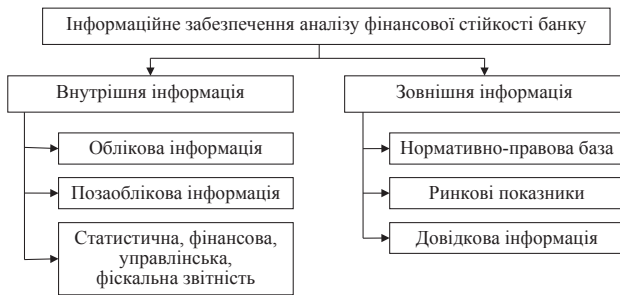 Інформаційне забезпечення аналізу фінансової стійкості банку
Внутрішня інформація
Облікова інформація
Позаоблікова інформація
Статистична, фінансова,
управлінська,
фіскальна звітність
Зовнішня інформація
Нормативно-правова база
Ринкові показники
Довідкова інформація